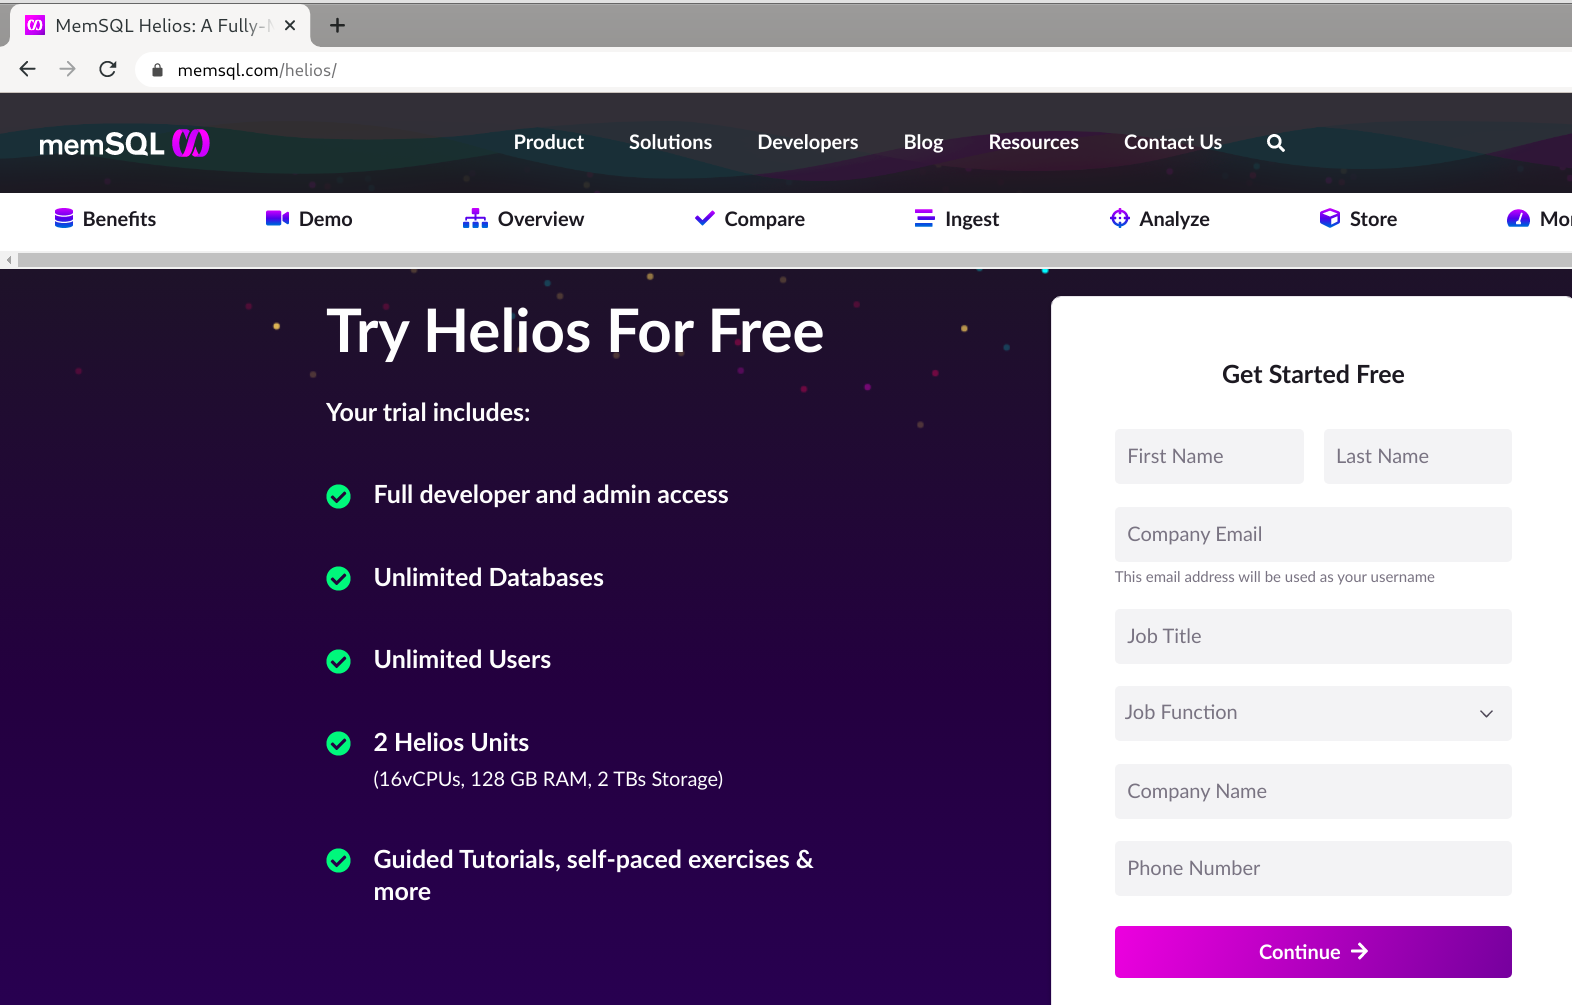 MemSQL Helios: A Fully-
memsql.com/helios/
memSQL
Product Solutions Developers Blog Resources Contact Us
Benefits Demo Overview Compare Ingest Analyze Store
Try Helios For Free
Your trial includes:
Full developer and admin access
Unlimited Databases
Unlimited Users
2 Helios Units
(16vCPUs, 128 GB RAM, 2 TBs Storage)
Guided Tutorials, self-paced exercises &
more
Get Started Free
First Name Last Name
Company Email
This email address will be used as your username
Job Title
Job Function
Company Name
Phone Number
Continue